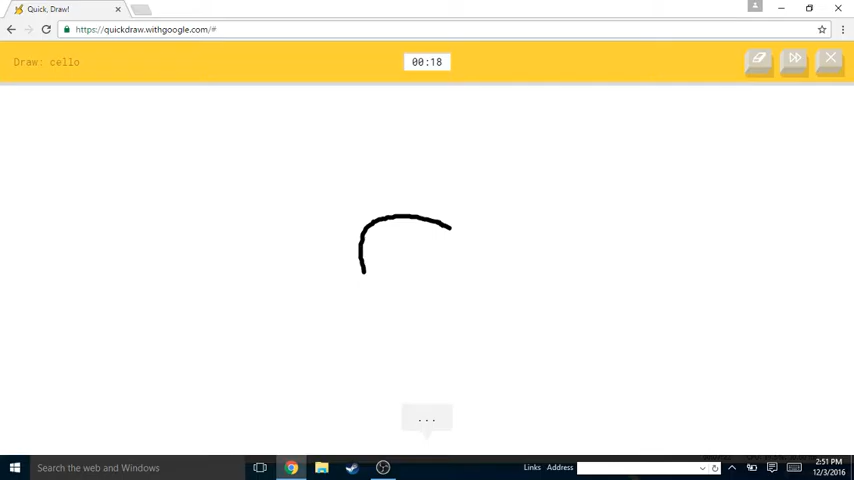 Quick, Draw!
https://quickdraw.withgoogle.com/#
Draw: cello
00:18
...
Search the web and Windows
Links
Address
2:51 PM
12/3/2016